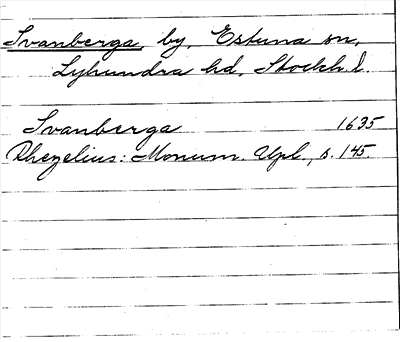 Svanberga by, Estuna sn,
Lyhundra hd, Stockh. l.
Svanberga 1635
Rhezelius: Monum. Upl., s. 145.